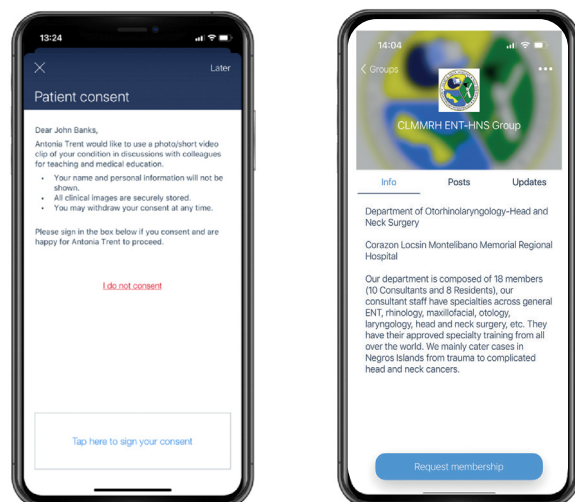 13:24
Later
Patient consent
Dear John Banks,
Antonia Trent would like to use a photo/short video
clip of your condition in discussions with colleagues
for teaching and medical education.
• Your name and personal information will not be
shown.
• All clinical images are securely stored.
• You may withdraw your consent at any time.
Please sign in the box below if you consent and are
happy for Antonia Trent to proceed.
I do not consent
Tap here to sign your consent
14:04
Groups
CLMMRH ENT-HNS Group
Info Posts Updates
Department of Otorhinolaryngology-Head and
Neck Surgery
Corazon Locsin Montelibano Memorial Regional
Hospital
Our department is composed of 18 members
(10 Consultants and 8 Residents), our
consultant staff have specialties across general
ENT, rhinology, maxillofacial, otology,
laryngology, head and neck surgery, etc. They
have their approved specialty training from all
over the world. We mainly cater cases in
Negros Islands from trauma to complicated
head and neck cancers.
Request membership